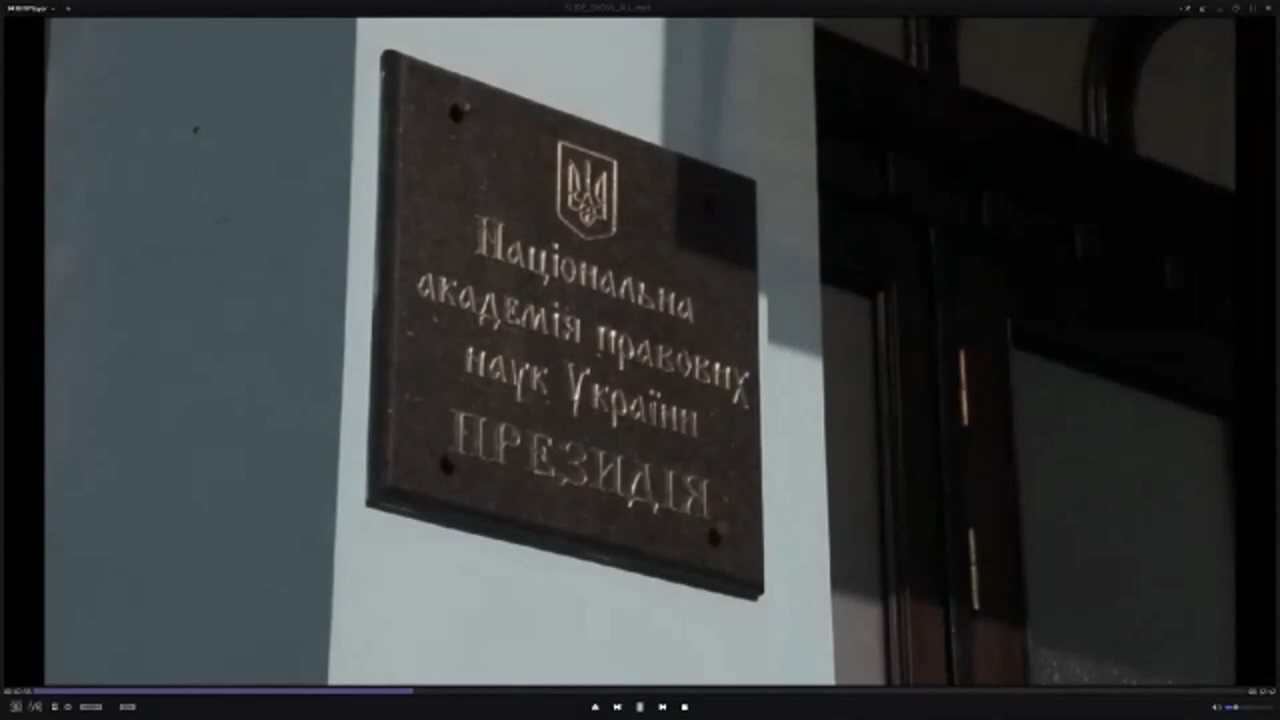 Національна
академія правових
наук України
ПРЕЗИДІЯ